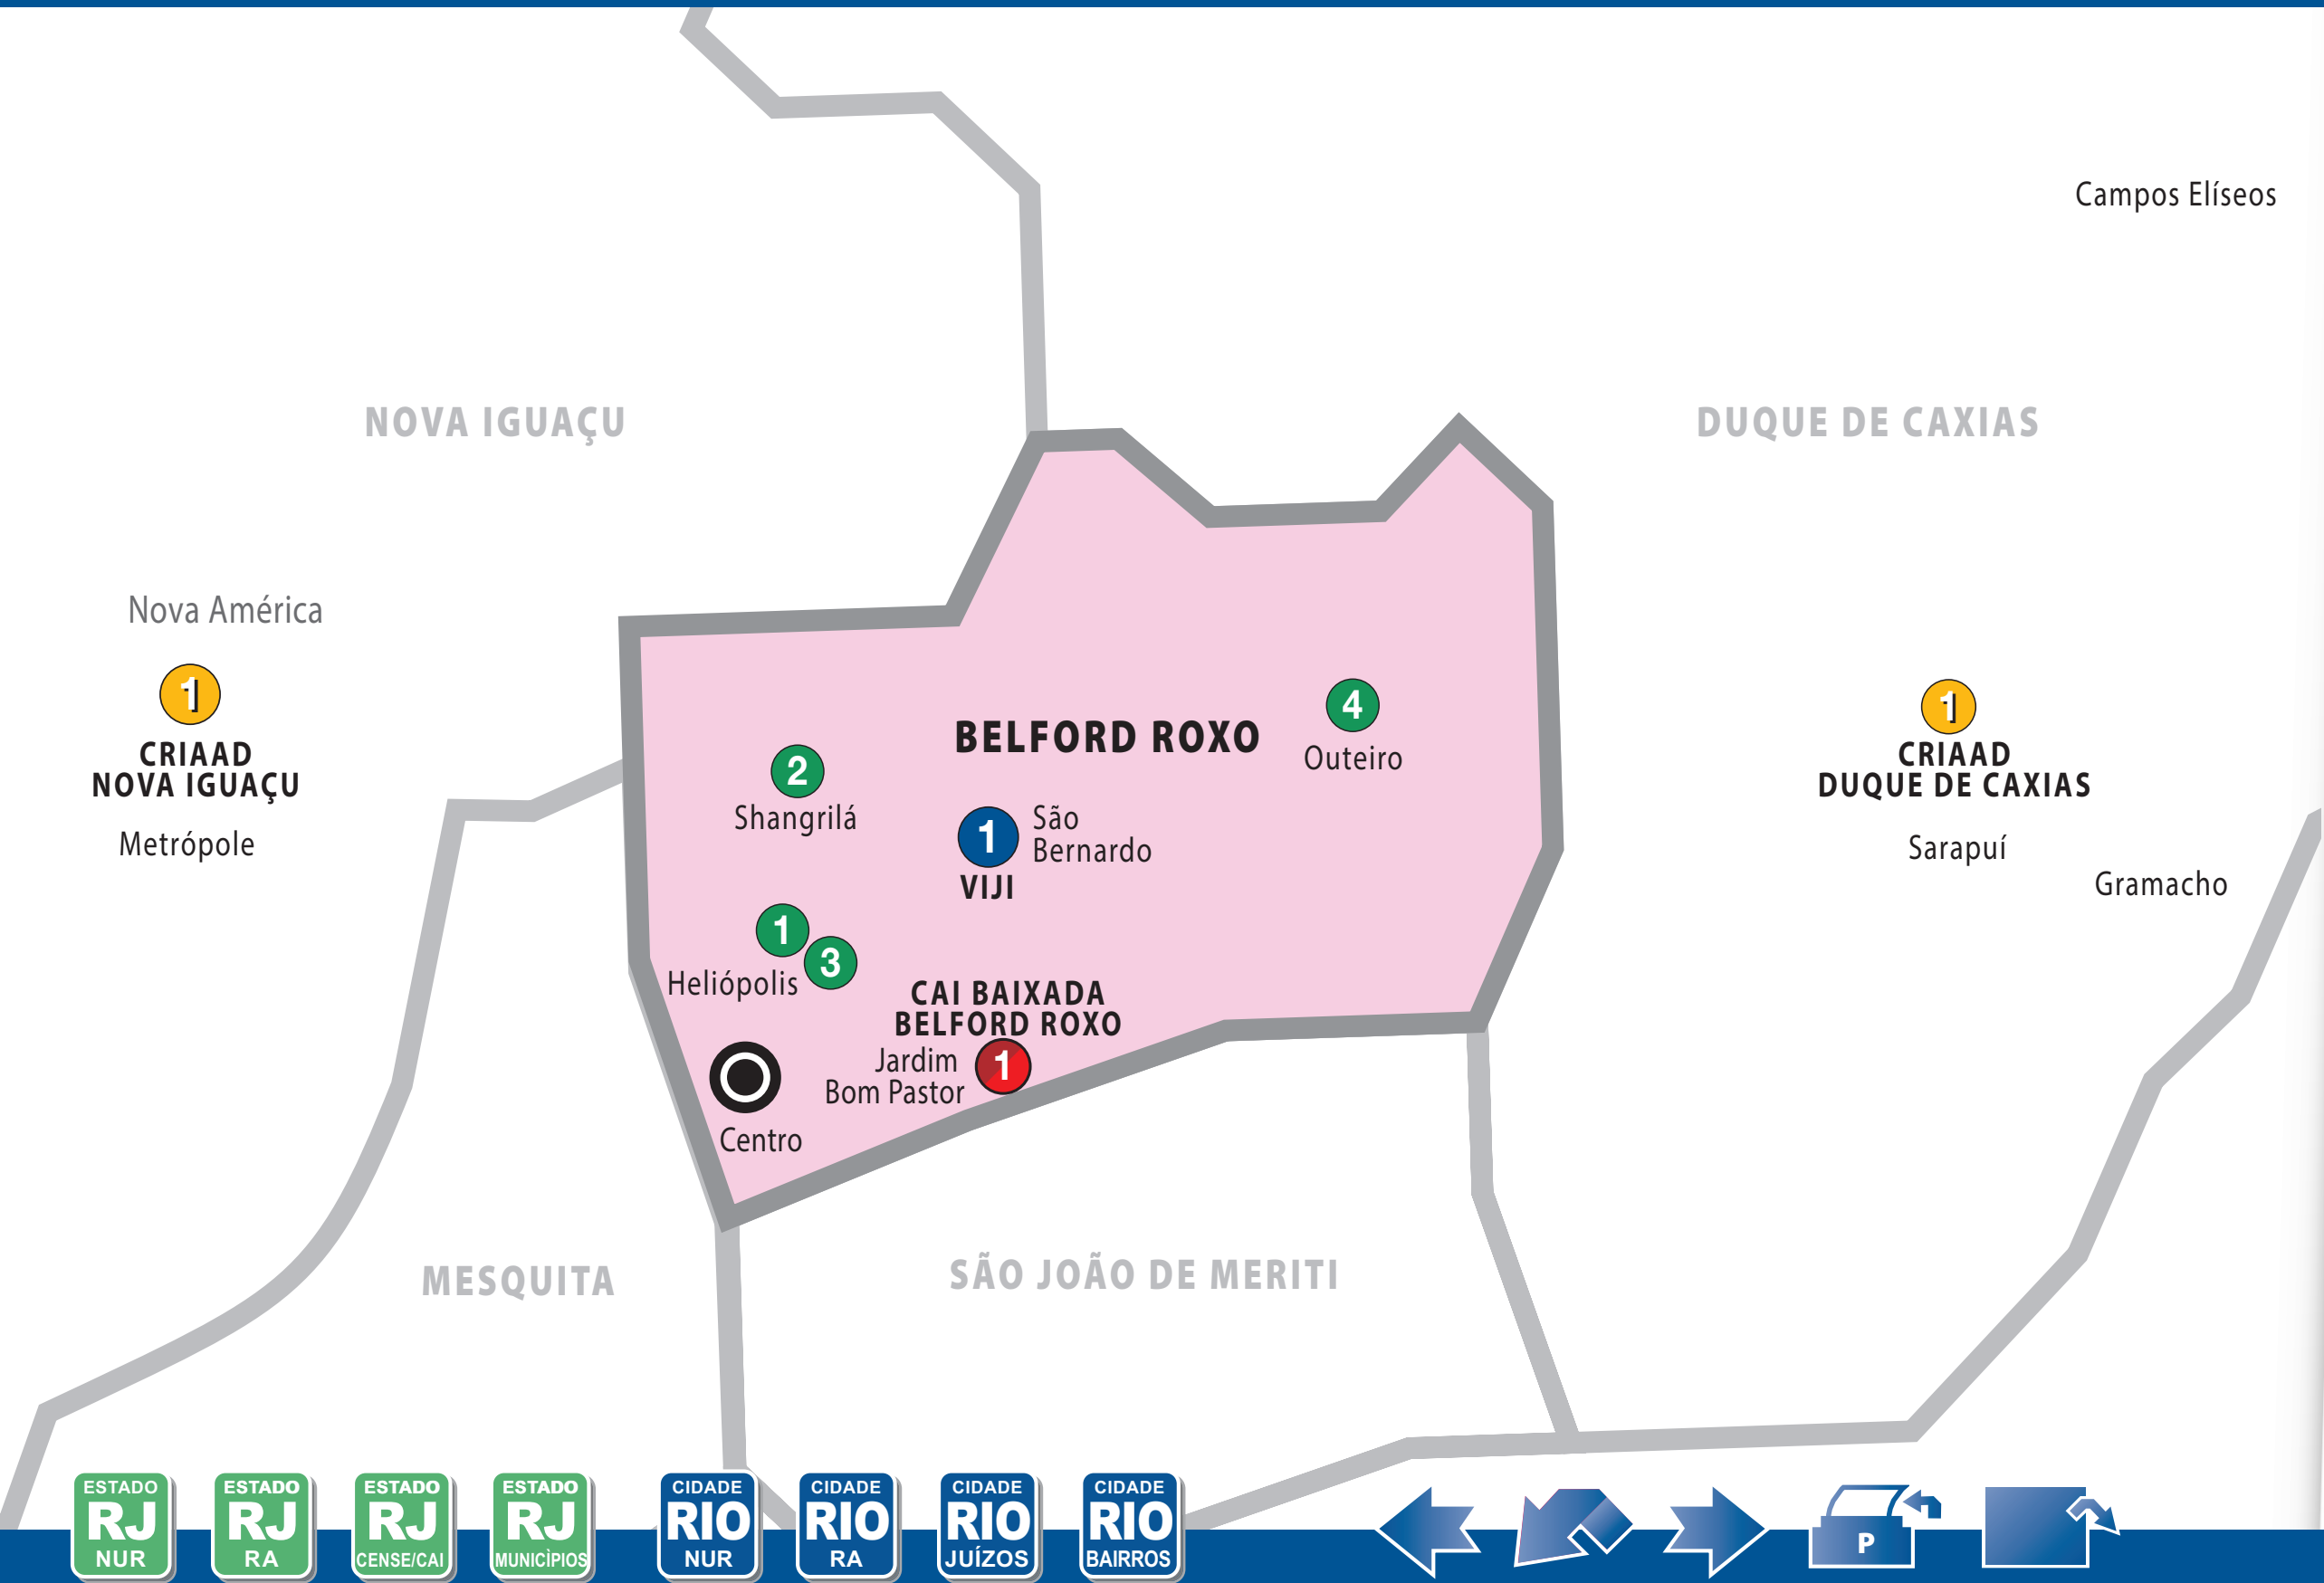 Campos Elíseos
NOVA IGUAÇU
DUQUE DE CAXIAS
Nova América
1
CRIAAD
NOVA IGUAÇU
Metrópole
BELFORD ROXO
4
Outeiro
1
CRIAAD
DUQUE DE CAXIAS
Sarapuí
Gramacho
2
Shangrilá
1
São
Bernardo
VIJI
1
3
Heliópolis
CAI BAIXADA
BELFORD ROXO
Jardim
Bom Pastor
1
Centro
MESQUITA
SÃO JOÃO DE MERITI
ESTADO
RJ
NUR
ESTADO
RJ
RA
ESTADO
RJ
CENSE/CAI
ESTADO
RJ
MUNICÌPIOS
CIDADE
RIO
NUR
CIDADE
RIO
RA
CIDADE
RIO
JUÍZOS
CIDADE
RIO
BAIRROS
P